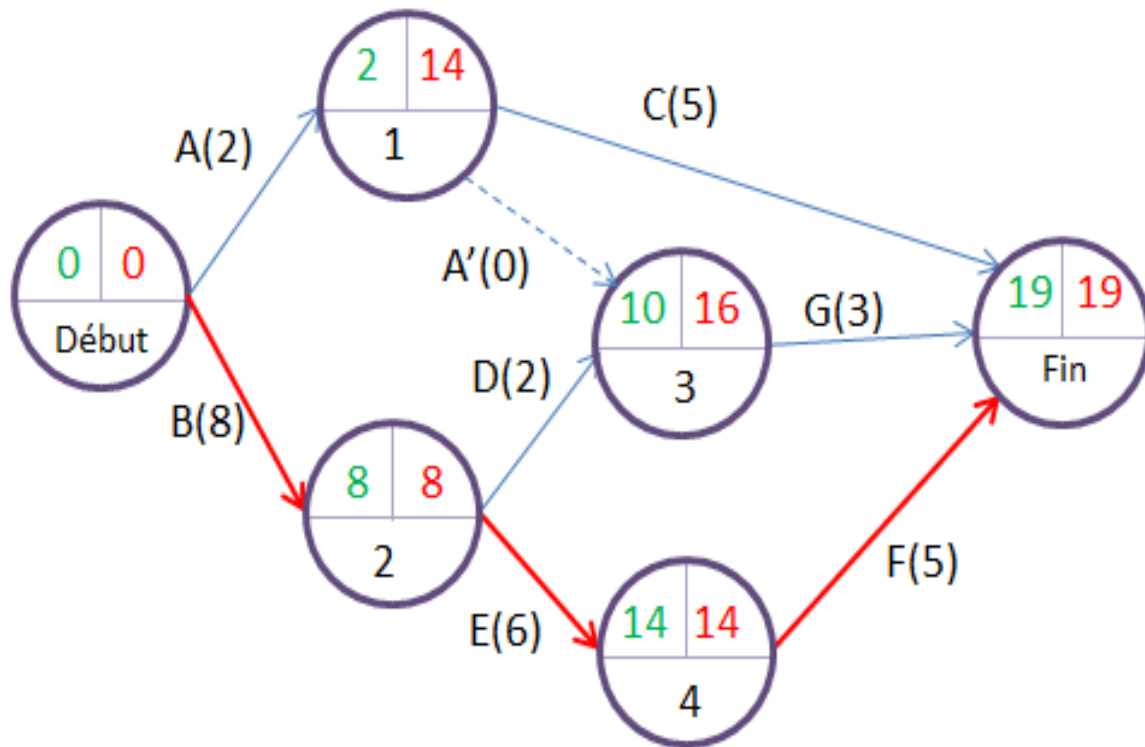 2 14
1
C(5)
A(2)
0 0
Début
A’(0)
10 16
3
G(3)
19 19
Fin
D(2)
B(8)
8 8
2
E(6)
F(5)
14 14
4